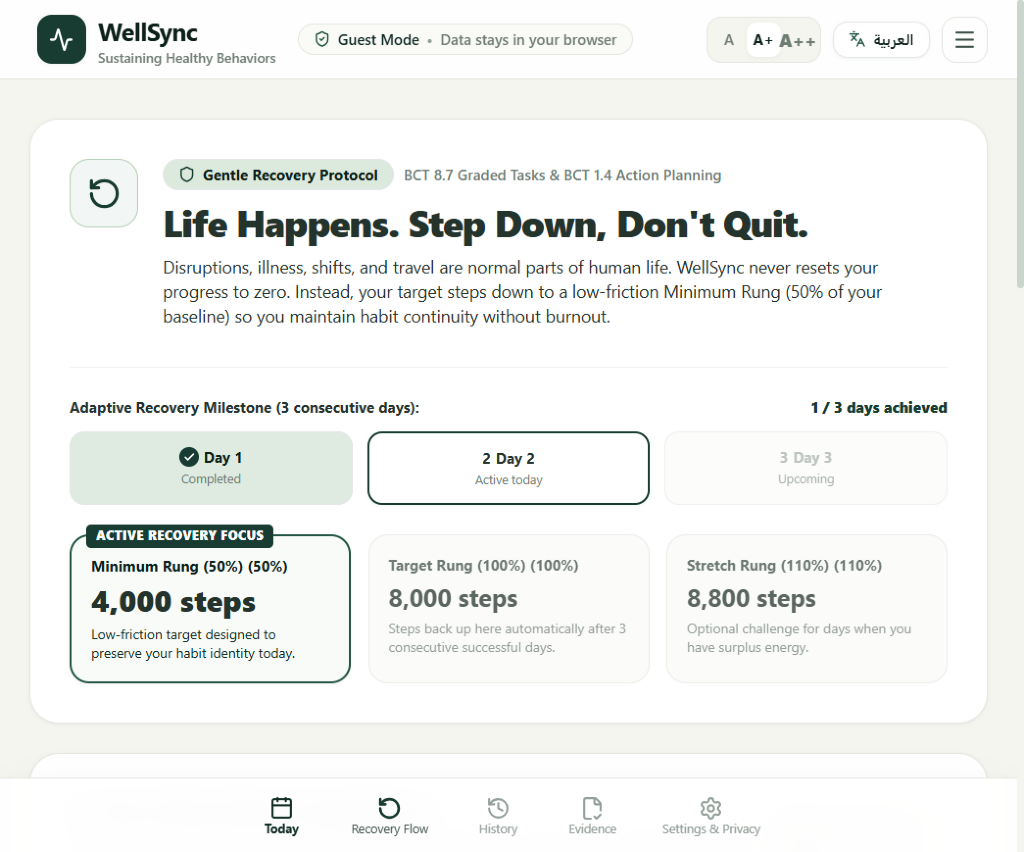 WellSync
Sustaining Healthy Behaviors
Guest Mode • Data stays in your browser
A A+ A++
العربية
Gentle Recovery Protocol
BCT 8.7 Graded Tasks & BCT 1.4 Action Planning
Life Happens. Step Down, Don't Quit.
Disruptions, illness, shifts, and travel are normal parts of human life. WellSync never resets your
progress to zero. Instead, your target steps down to a low-friction Minimum Rung (50% of your
baseline) so you maintain habit continuity without burnout.
Adaptive Recovery Milestone (3 consecutive days):
1 / 3 days achieved
Day 1
Completed
2 Day 2
Active today
3 Day 3
Upcoming
ACTIVE RECOVERY FOCUS
Minimum Rung (50%) (50%)
4,000 steps
Low-friction target designed to
preserve your habit identity today.
Target Rung (100%) (100%)
8,000 steps
Steps back up here automatically after 3
consecutive successful days.
Stretch Rung (110%) (110%)
8,800 steps
Optional challenge for days when you
have surplus energy.
Today
Recovery Flow
History
Evidence
Settings & Privacy